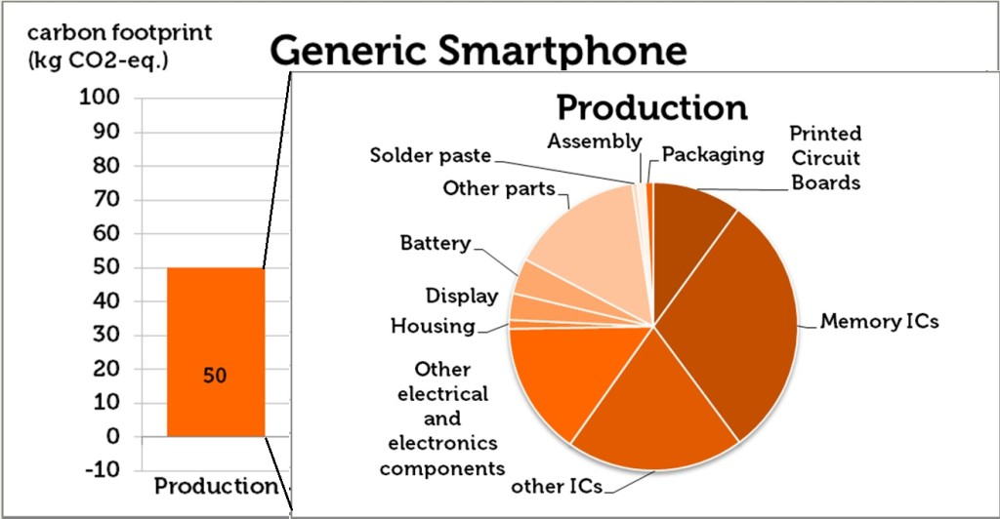 carbon footprint
(kg CO2-eq.)
Generic Smartphone
100
90
80
70
60
50
40
30
20
10
0
-10
50
Production
Production
Assembly
Packaging
Printed
Circuit
Boards
Solder paste
Other parts
Battery
Display
Housing
Memory ICs
Other
electrical
and
electronics
components
other ICs